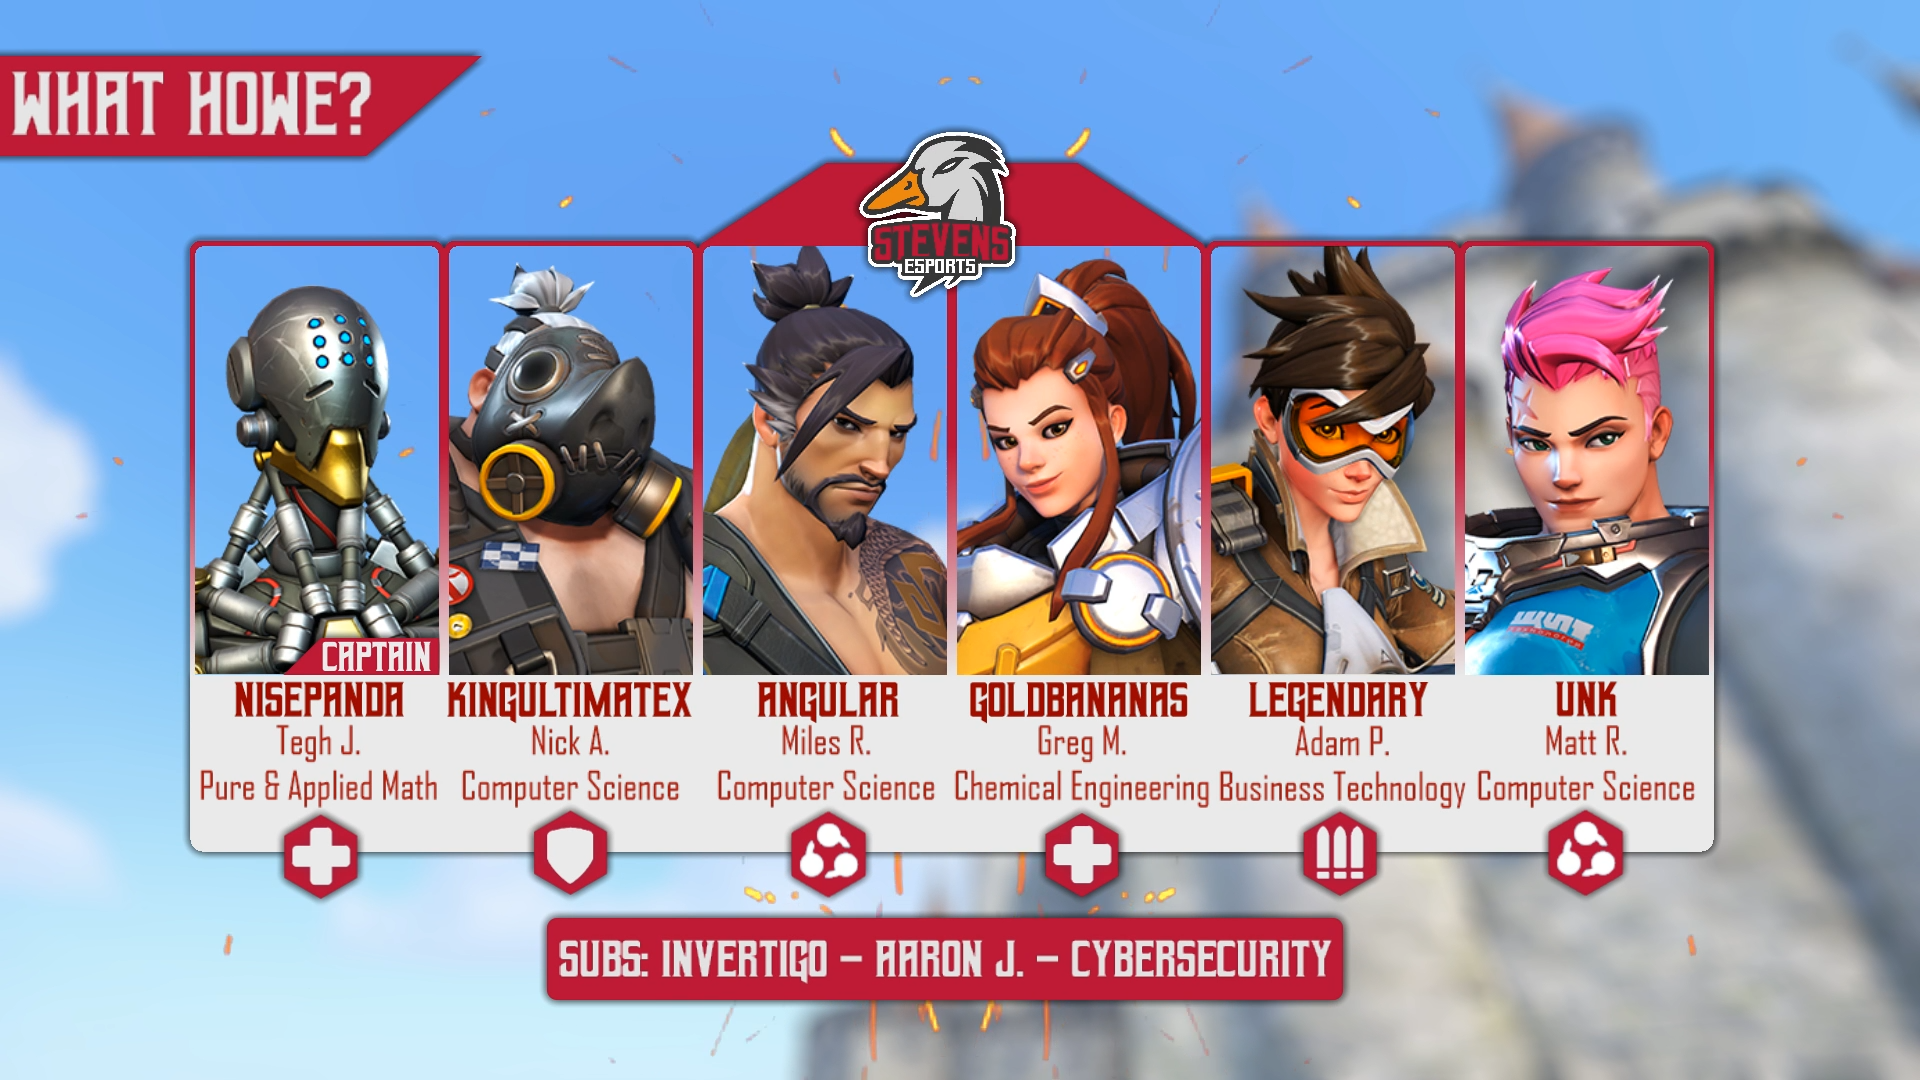 WHAT HOWE?
STEVENS
ESPORTS
CAPTAIN
NISEPANDA
Tegh J.
Pure & Applied Math
KINGULTIMATEX
Nick A.
Computer Science
ANGULAR
Miles R.
Computer Science
GOLDBANANAS
Greg M.
Chemical Engineering
LEGENDARY
Adam P.
Business Technology
UNK
Matt R.
Computer Science
SUBS: INVERTIGO – AARON J. – CYBERSECURITY